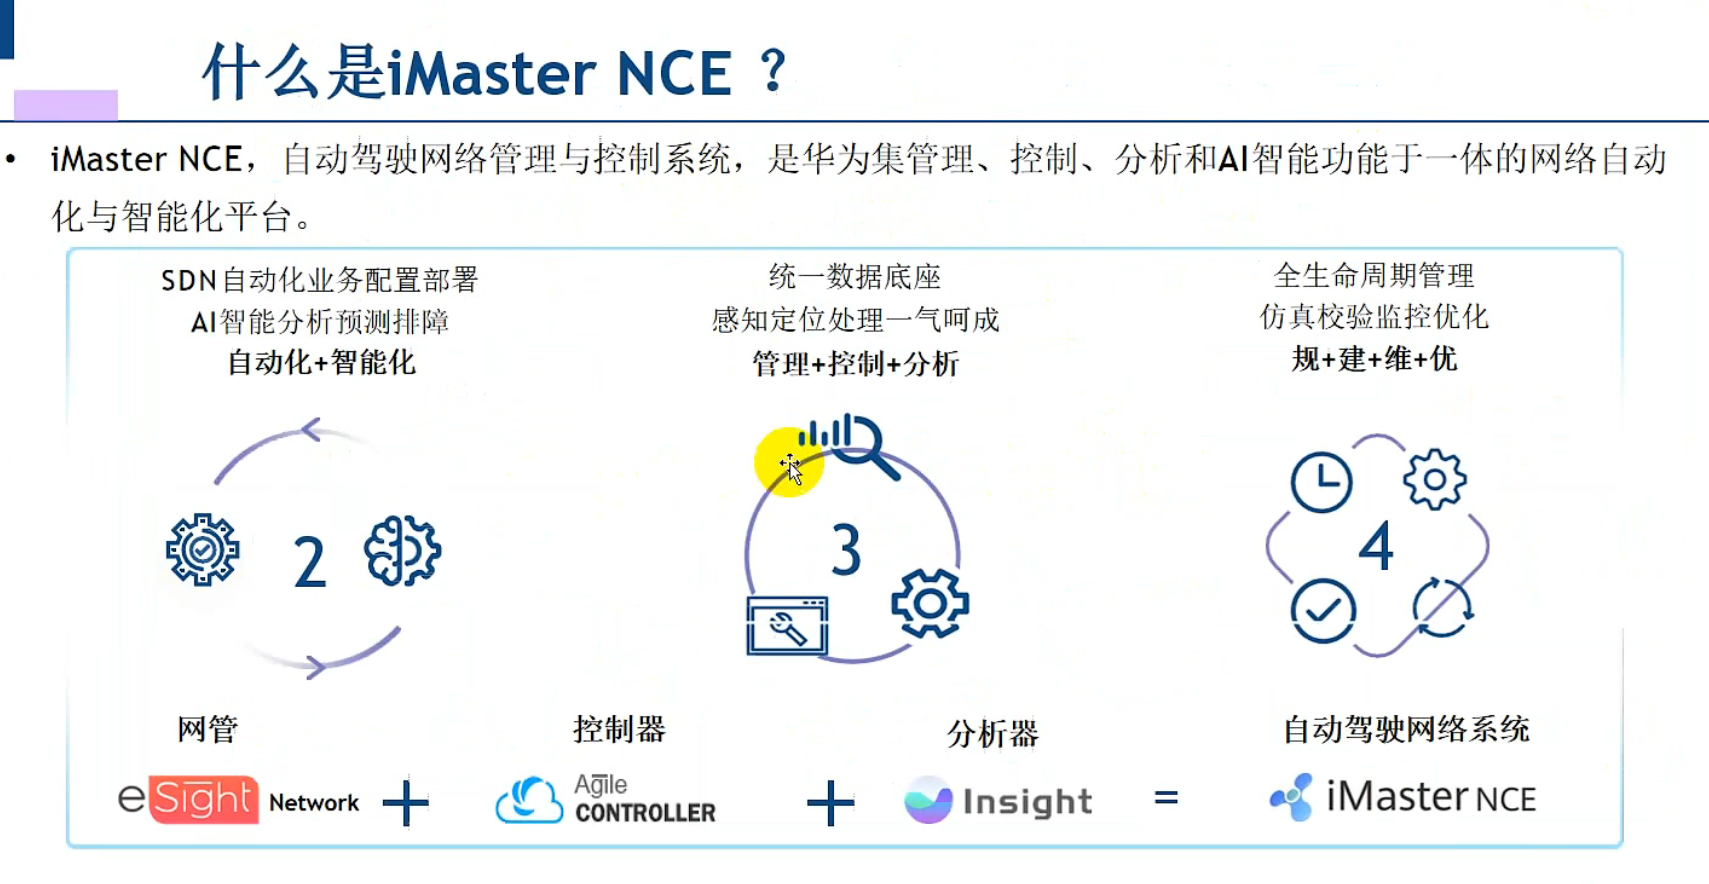 什么是iMaster NCE ？
• iMaster NCE，自动驾驶网络管理与控制系统，是华为集管理、控制、分析和AI智能功能于一体的网络自动
化与智能化平台。
SDN自动化业务配置部署
AI智能分析预测排障
自动化+智能化
统一数据底座
感知定位处理一气呵成
管理+控制+分析
全生命周期管理
仿真校验监控优化
规+建+维+优
2
3
4
网管
控制器
分析器
自动驾驶网络系统
eSight Network
+
Agile
CONTROLLER
+
Insight
=
iMaster NCE